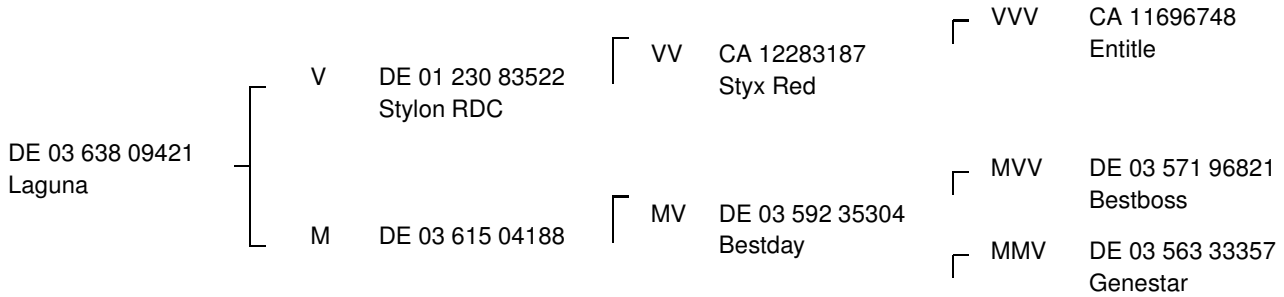 DE 03 638 09421
Laguna
V DE 01 230 83522
Stylon RDC
M DE 03 615 04188
VV CA 12283187
Styx Red
MV DE 03 592 35304
Bestday
VVV CA 11696748
Entitle
MVV DE 03 571 96821
Bestboss
MMV DE 03 563 33357
Genestar